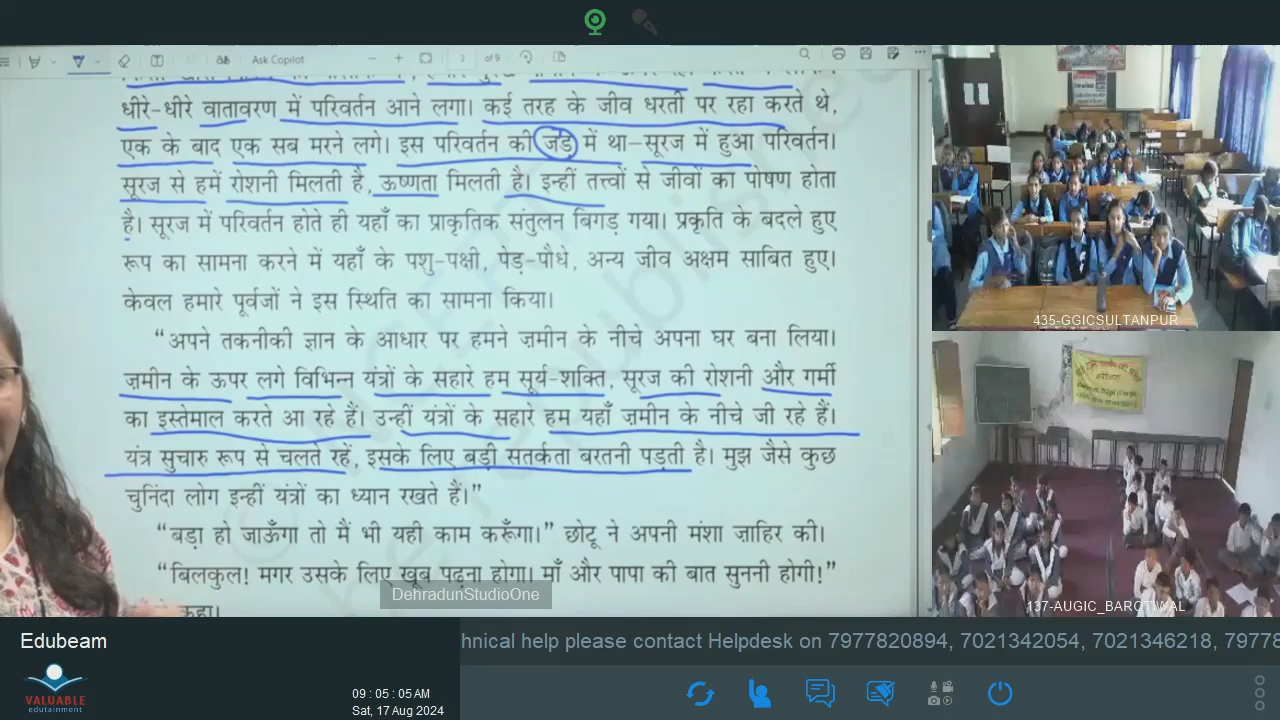 Ask Copilot
3 of 9
धीरे-धीरे वातावरण में परिवर्तन आने लगा। कई तरह के जीव धरती पर रहा करते थे,
एक के बाद एक सब मरने लगे। इस परिवर्तन की जड़ में था–सूरज में हुआ परिवर्तन।
सूरज से हमें रोशनी मिलती है, ऊष्णता मिलती है। इन्हीं तत्त्वों से जीवों का पोषण होता
है। सूरज में परिवर्तन होते ही यहाँ का प्राकृतिक संतुलन बिगड़ गया। प्रकृति के बदले हुए
रूप का सामना करने में यहाँ के पशु-पक्षी, पेड़-पौधे, अन्य जीव अक्षम साबित हुए।
केवल हमारे पूर्वजों ने इस स्थिति का सामना किया।
“अपने तकनीकी ज्ञान के आधार पर हमने ज़मीन के नीचे अपना घर बना लिया।
ज़मीन के ऊपर लगे विभिन्न यंत्रों के सहारे हम सूर्य-शक्ति, सूरज की रोशनी और गर्मी
का इस्तेमाल करते आ रहे हैं। उन्हीं यंत्रों के सहारे हम यहाँ ज़मीन के नीचे जी रहे हैं।
यंत्र सुचारु रूप से चलते रहें, इसके लिए बड़ी सतर्कता बरतनी पड़ती है। मुझ जैसे कुछ
चुनिंदा लोग इन्हीं यंत्रों का ध्यान रखते हैं।”
“बड़ा हो जाऊँगा तो मैं भी यही काम करूँगा।” छोटू ने अपनी मंशा ज़ाहिर की।
“बिलकुल! मगर उसके लिए खूब पढ़ना होगा। माँ और पापा की बात सुननी होगी!”
कहा।
DehradunStudioOne
435-GGICSULTANPUR
137-AUGIC_BAROTIWAL
Edubeam
hnical help please contact Helpdesk on 7977820894, 7021342054, 7021346218, 7977
VALUABLE
edutainment
09 : 05 : 05 AM
Sat, 17 Aug 2024